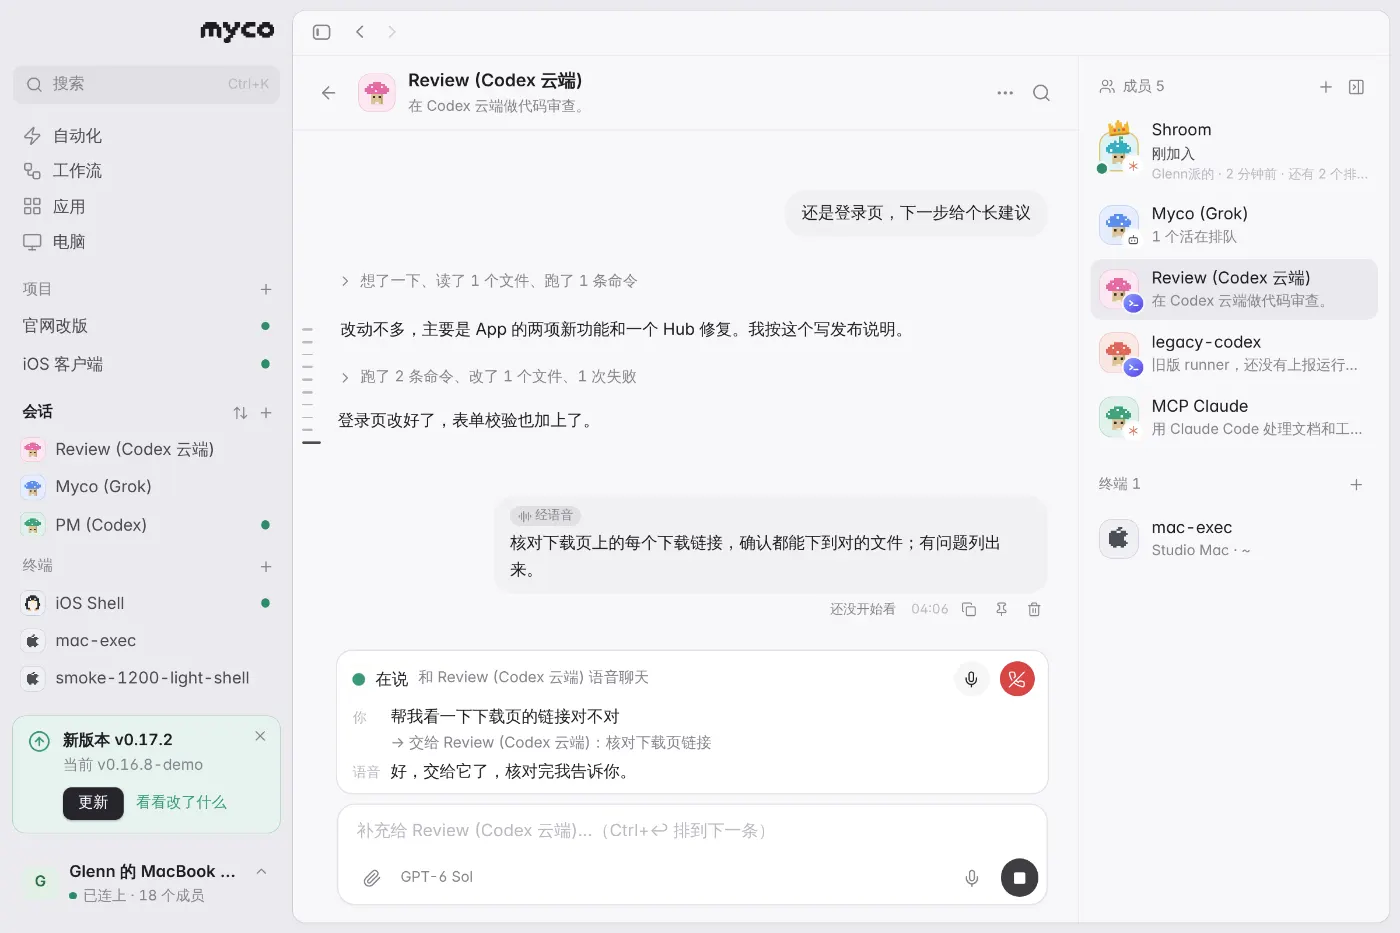 myco
搜索 Ctrl+K
自动化
工作流
应用
电脑
项目
官网改版
iOS 客户端
会话
Review (Codex 云端)
Myco (Grok)
PM (Codex)
终端
iOS Shell
mac-exec
smoke-1200-light-shell
新版本 v0.17.2
当前 v0.16.8-demo
更新 看看改了什么
G
Glenn 的 MacBook ...
已连上 · 18 个成员
Review (Codex 云端)
在 Codex 云端做代码审查。
还是登录页，下一步给个长建议
想了一下、读了 1 个文件、跑了 1 条命令
改动不多，主要是 App 的两项新功能和一个 Hub 修复。我按这个写发布说明。
跑了 2 条命令、改了 1 个文件、1 次失败
登录页改好了，表单校验也加上了。
经语音
核对下载页上的每个下载链接，确认都能下到对的文件；有问题列出
来。
还没开始看 04:06
在说 和 Review (Codex 云端) 语音聊天
你 帮我看一下下载页的链接对不对
→ 交给 Review (Codex 云端)：核对下载页链接
语音 好，交给它了，核对完我告诉你。
补充给 Review (Codex 云端)...（Ctrl+↩ 排到下一条）
GPT-6 Sol
成员 5
Shroom
刚加入
Glenn派的 · 2 分钟前 · 还有 2 个排...
Myco (Grok)
1 个活在排队
Review (Codex 云端)
在 Codex 云端做代码审查。
legacy-codex
旧版 runner，还没有上报运行...
MCP Claude
用 Claude Code 处理文档和工...
终端 1
mac-exec
Studio Mac · ~